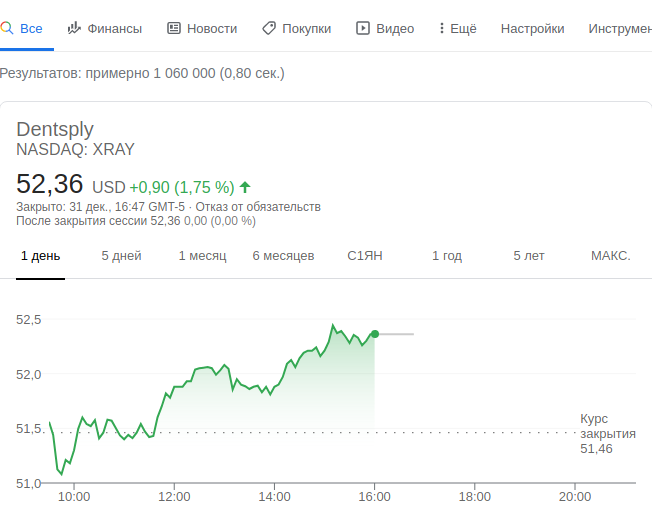 Все Финансы Новости Покупки Видео Ещё Настройки Инструмен
Результатов: примерно 1 060 000 (0,80 сек.)
Dentsply
NASDAQ: XRAY
52,36 USD +0,90 (1,75 %)
Закрыто: 31 дек., 16:47 GMT-5 · Отказ от обязательств
После закрытия сессии 52,36 0,00 (0,00 %)
1 день 5 дней 1 месяц 6 месяцев С1ЯН 1 год 5 лет МАКС.
52,5
52,0
51,5
51,0
Курс
закрытия
51,46
10:00 12:00 14:00 16:00 18:00 20:00